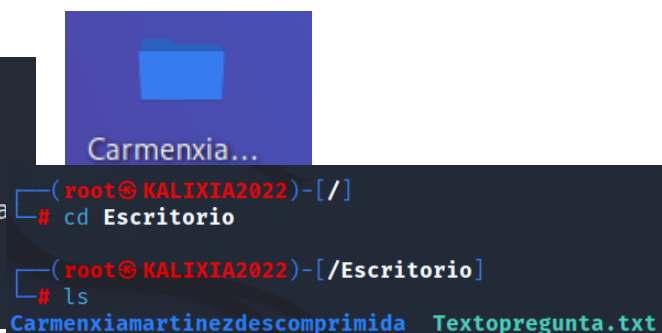 Carmenxia...
┌──(root㉿KALIXIA2022)-[/]
└─# cd Escritorio
┌──(root㉿KALIXIA2022)-[/Escritorio]
└─# ls
Carmenxiamartinezdescomprimida Textopregunta.txt